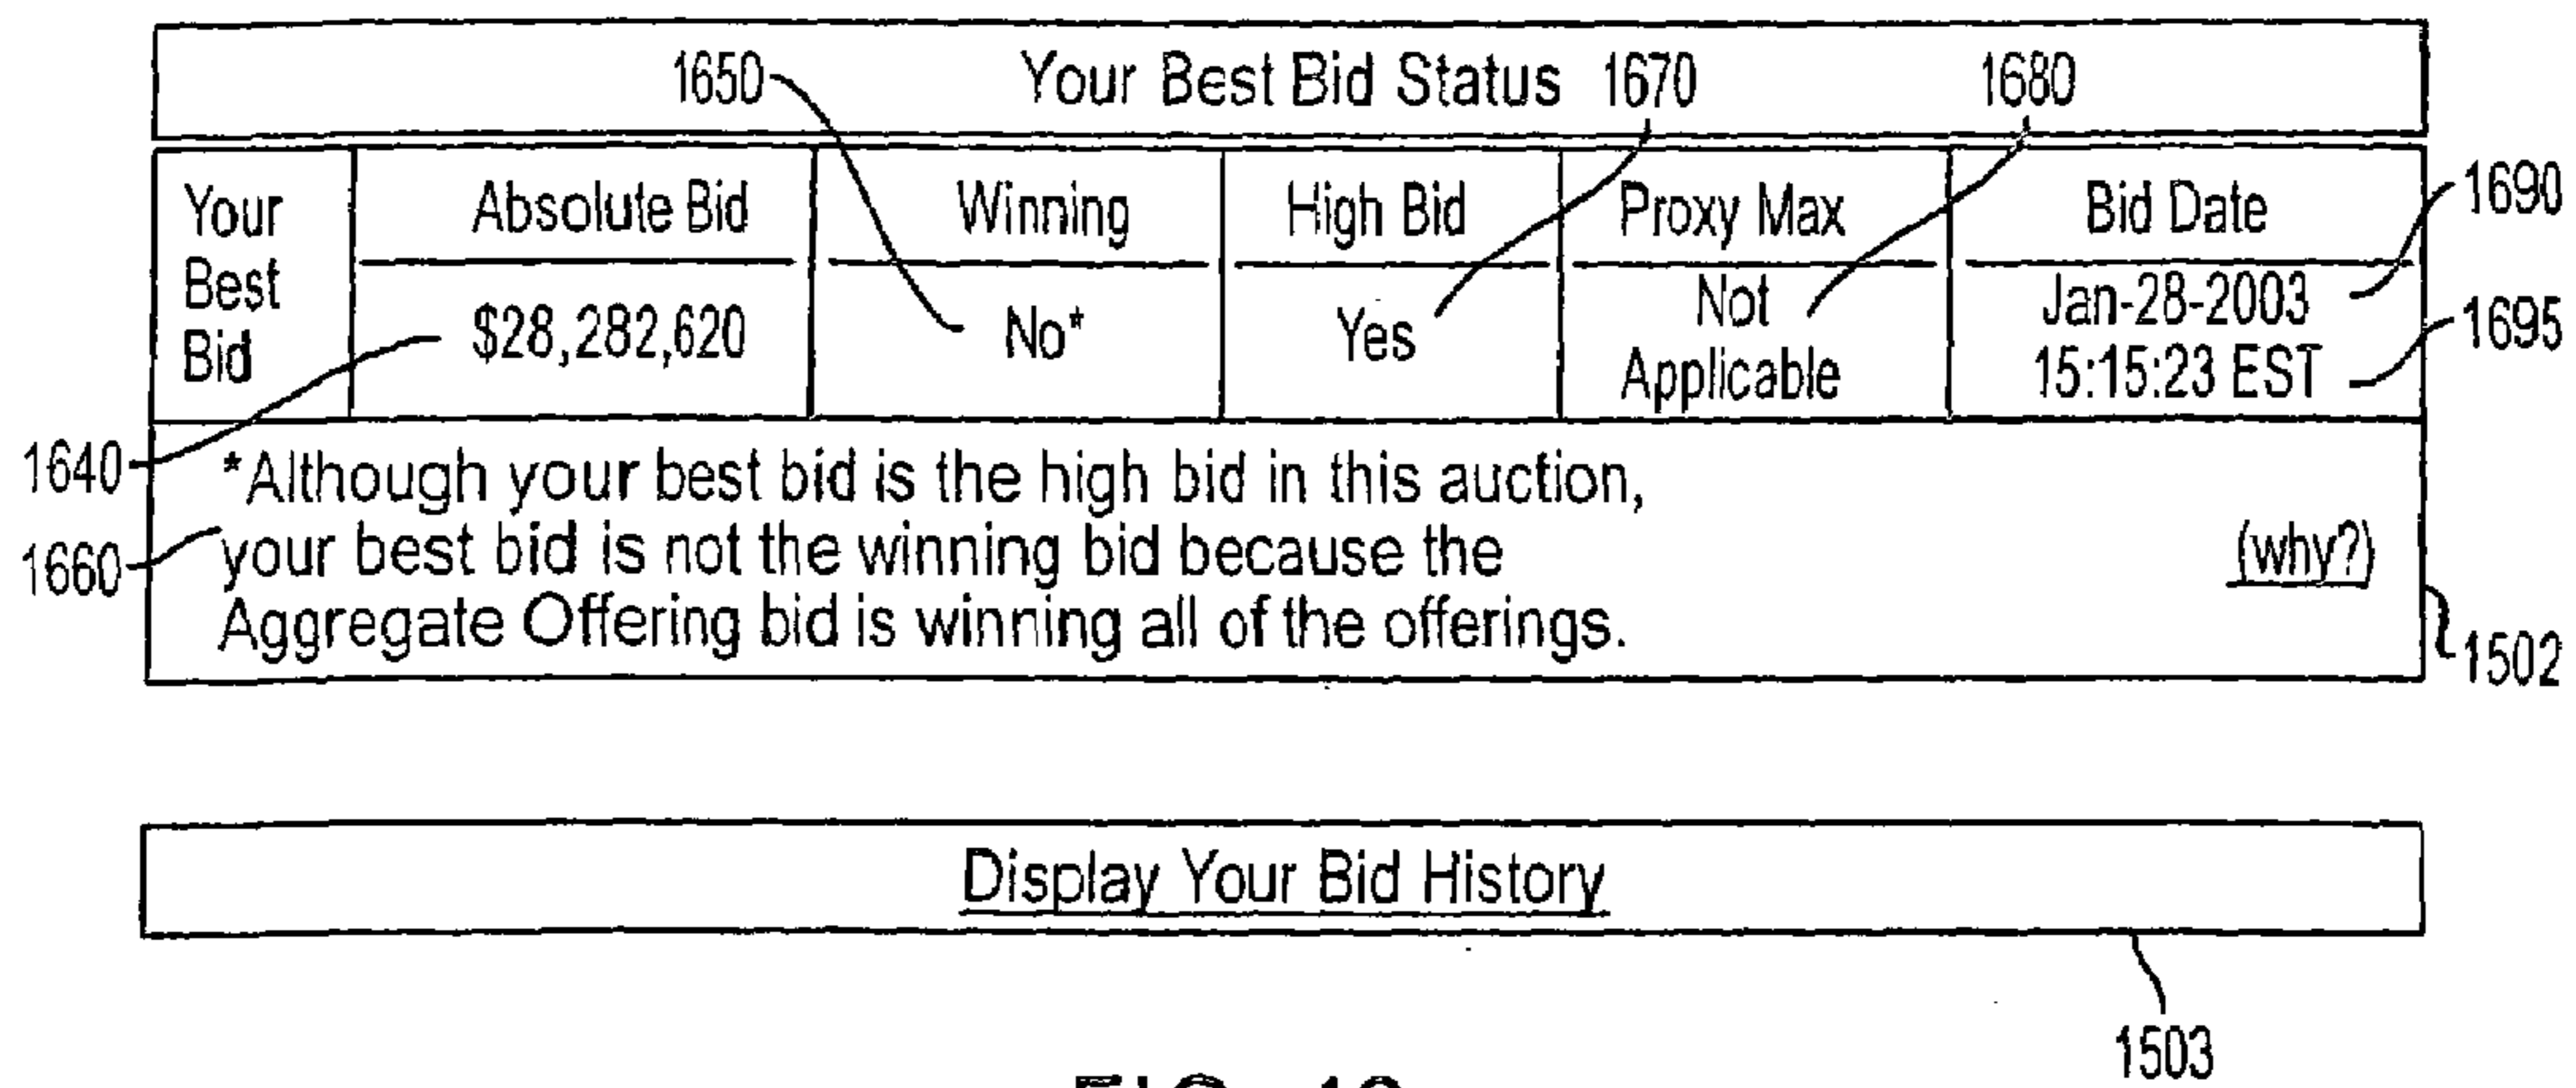 1650 Your Best Bid Status 1670 1680
Your Best Bid Absolute Bid Winning High Bid Proxy Max Bid Date
$28,282,620 No* Yes Not Applicable Jan-28-2003 1690
15:15:23 EST 1695
1640 *Although your best bid is the high bid in this auction,
1660 your best bid is not the winning bid because the (why?)
Aggregate Offering bid is winning all of the offerings.
1502
Display Your Bid History
1503